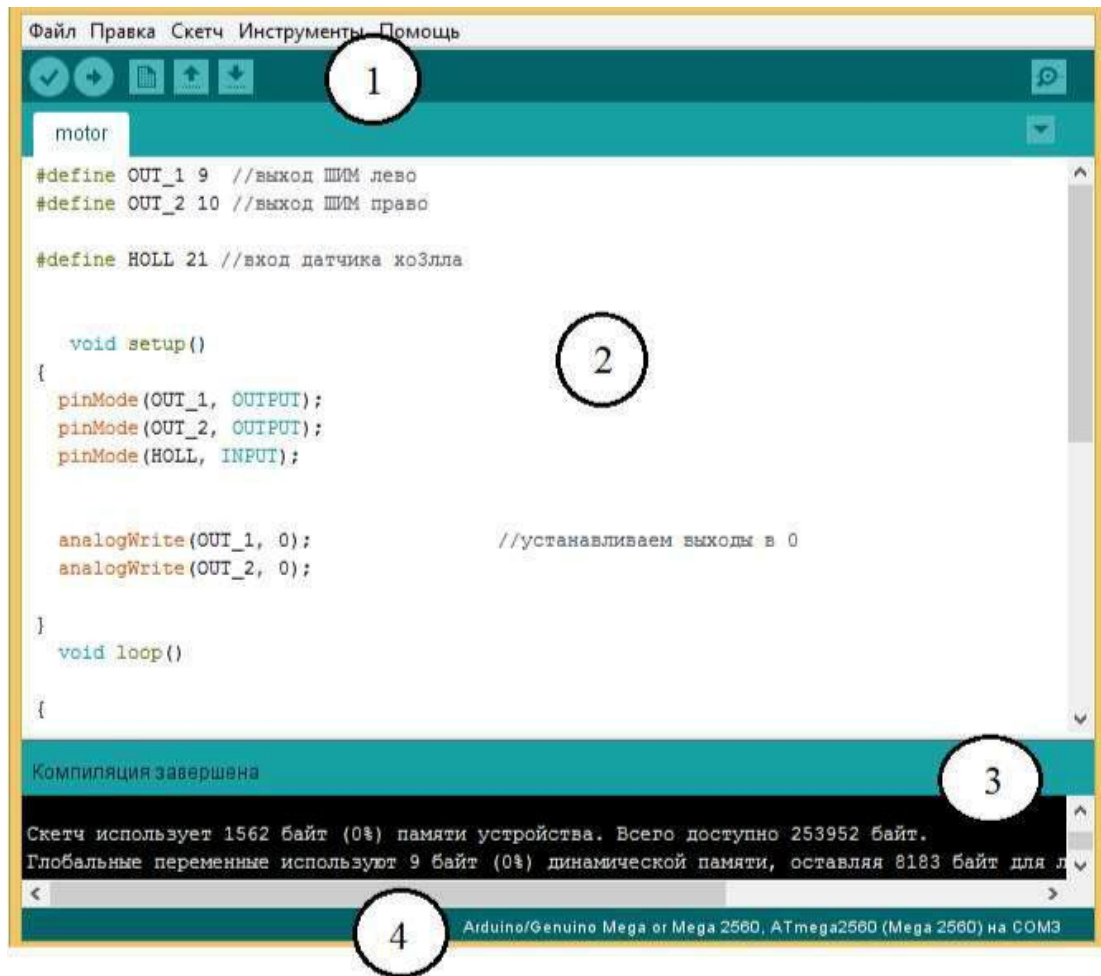 Файл Правка Скетч Инструменты Помощь
1
motor
#define OUT_1 9 //выход ШИМ лево
#define OUT_2 10 //выход ШИМ право
#define HOLL 21 //вход датчика хо3лла
void setup()
2
{
pinMode(OUT_1, OUTPUT);
pinMode(OUT_2, OUTPUT);
pinMode(HOLL, INPUT);
analogWrite(OUT_1, 0); //устанавливаем выходы в 0
analogWrite(OUT_2, 0);
}
void loop()
{
Компиляция завершена
3
Скетч использует 1562 байт (0%) памяти устройства. Всего доступно 253952 байт.
Глобальные переменные используют 9 байт (0%) динамической памяти, оставляя 8183 байт для л
4
Arduino/Genuino Mega or Mega 2560, ATmega2560 (Mega 2560) на COM3